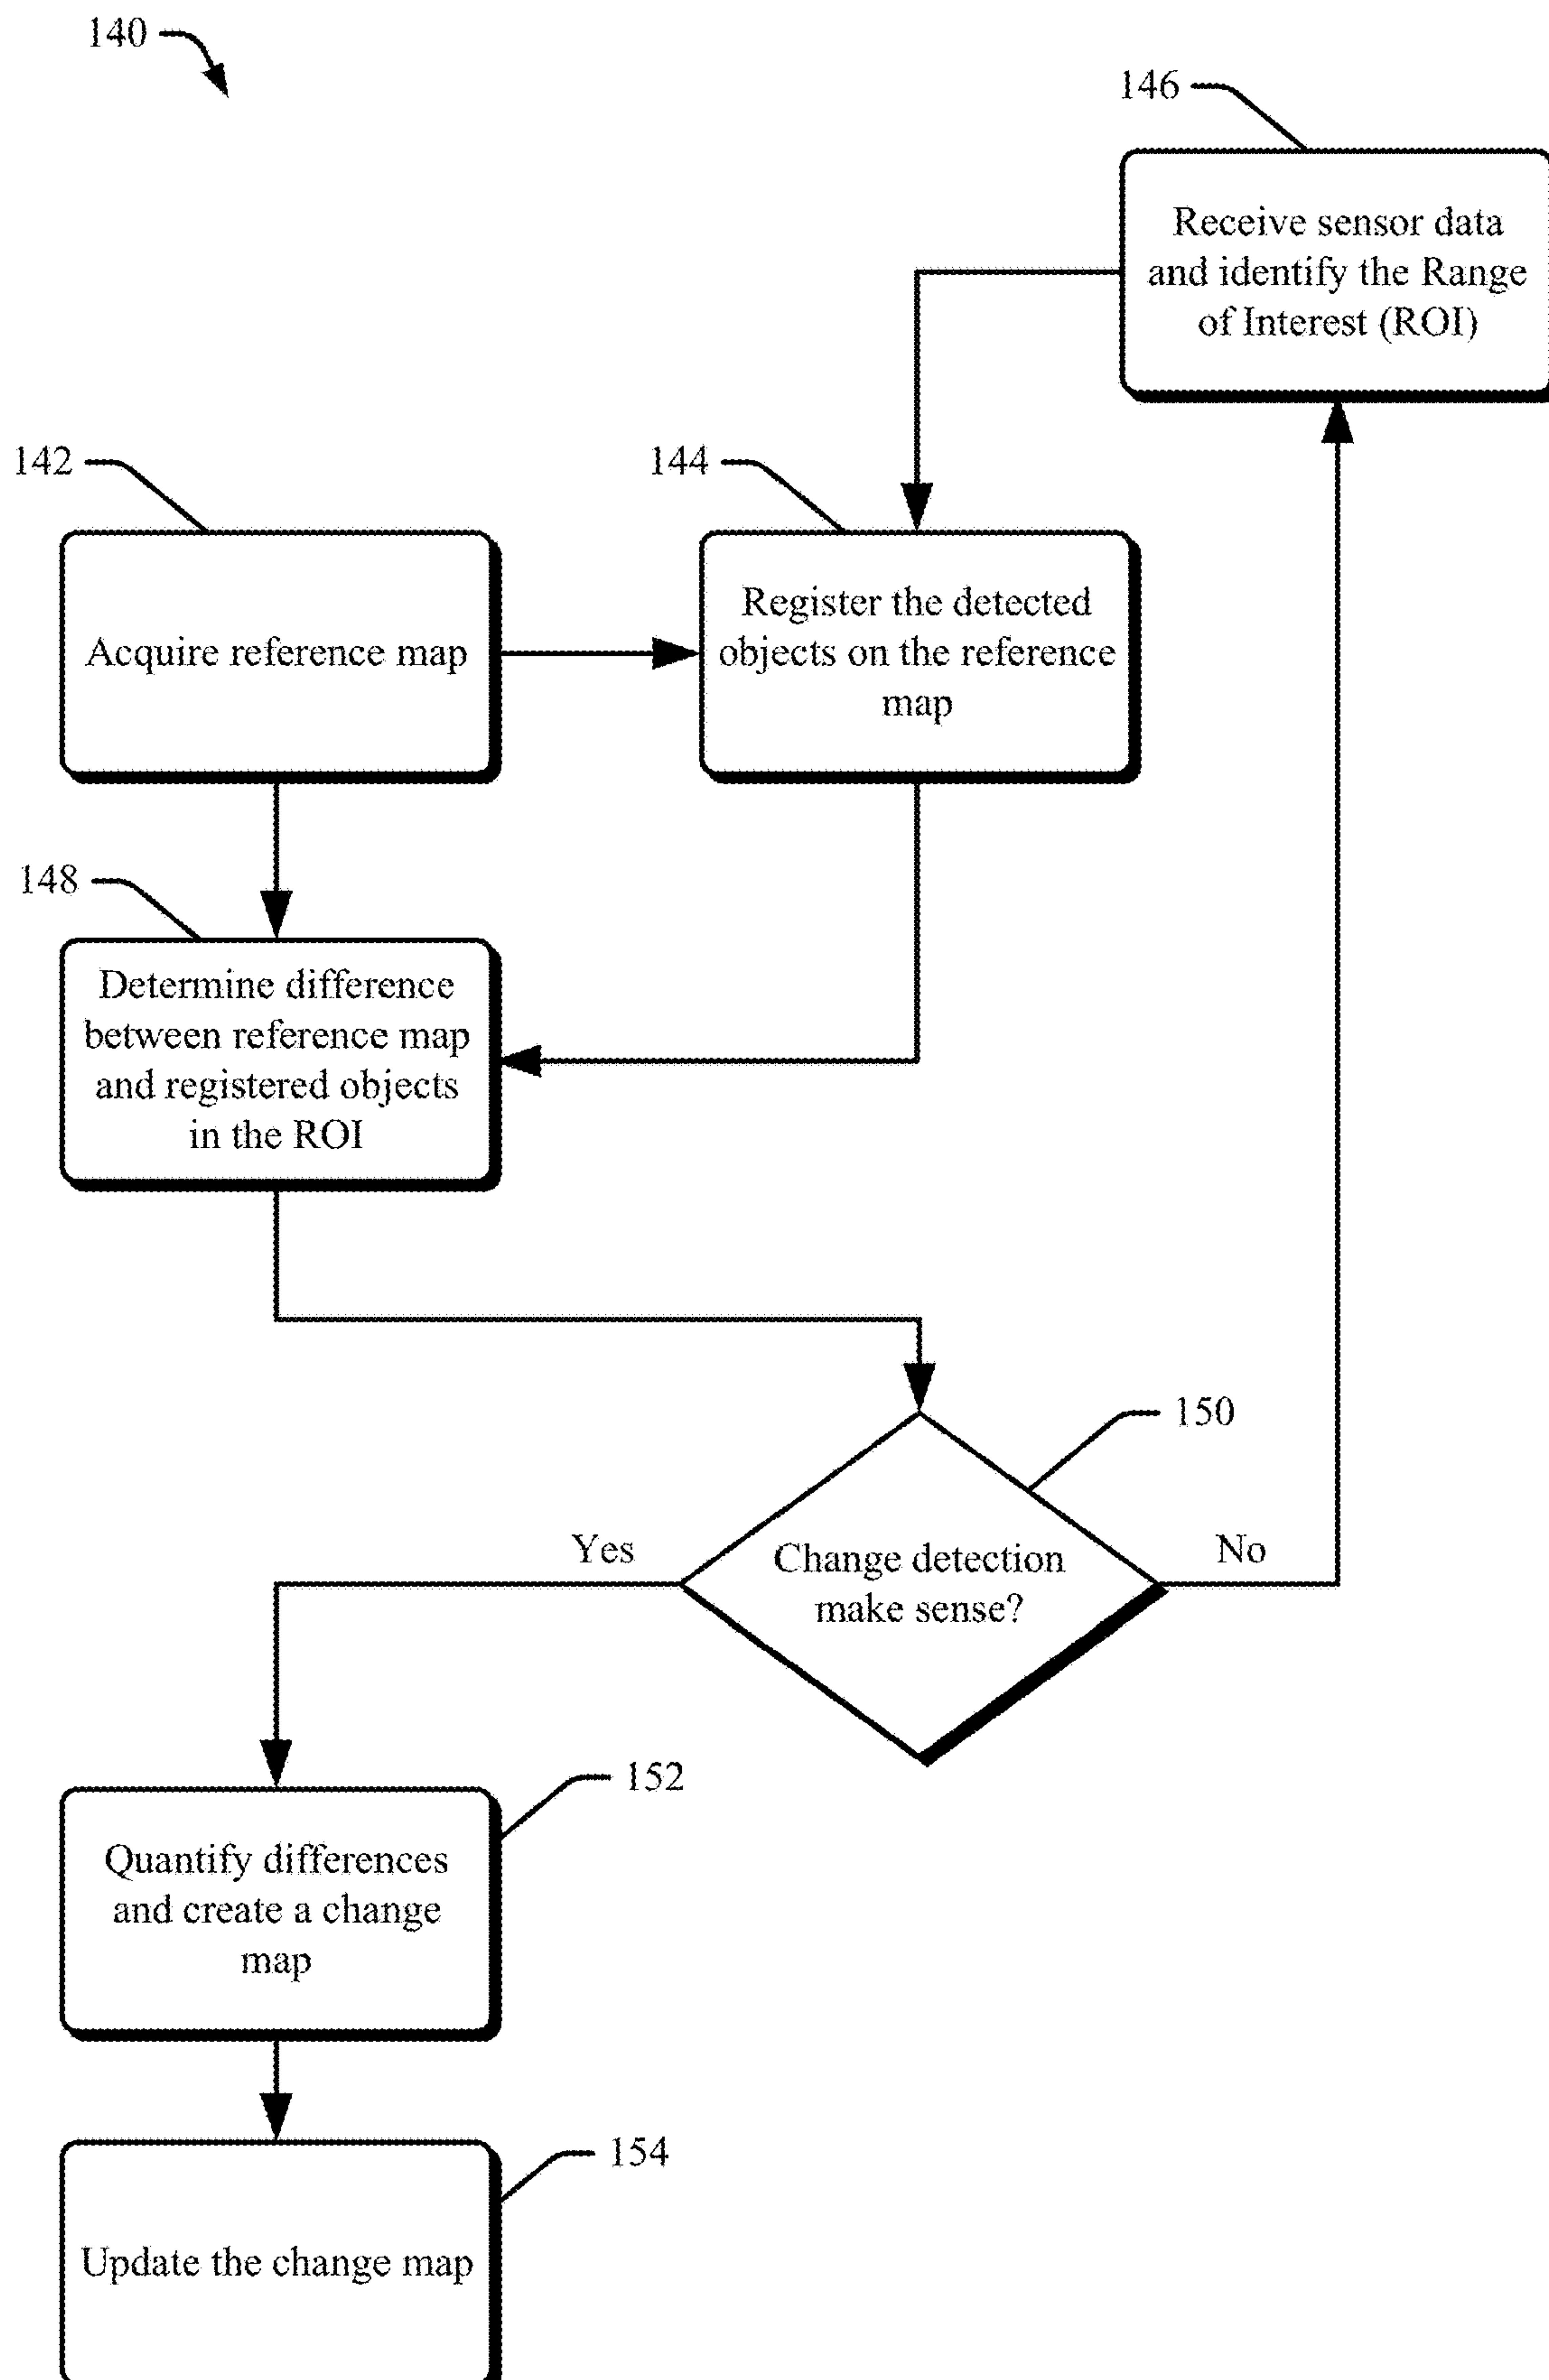 140
146
Receive sensor data
and identify the Range
of Interest (ROI)
142
144
Acquire reference map
Register the detected
objects on the reference
map
148
Determine difference
between reference map
and registered objects
in the ROI
150
Yes
Change detection
make sense?
No
152
Quantify differences
and create a change
map
154
Update the change map